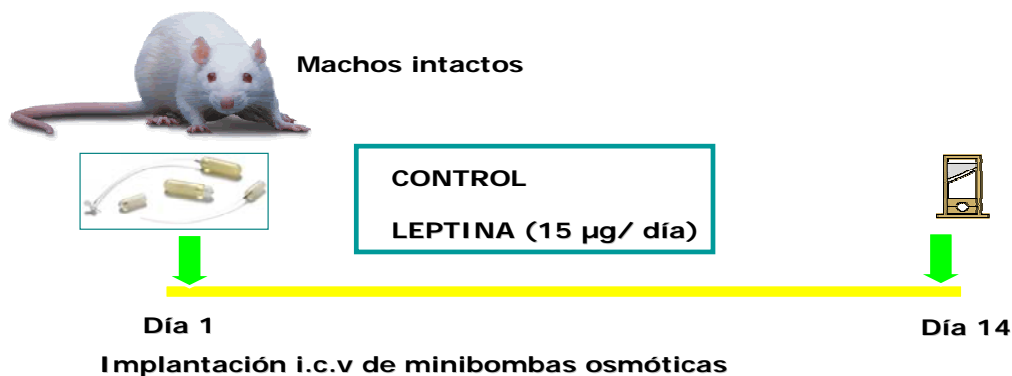 Machos intactos
CONTROL
LEPTINA (15 µg/ día)
Día 1
Día 14
Implantación i.c.v de minibombas osmóticas